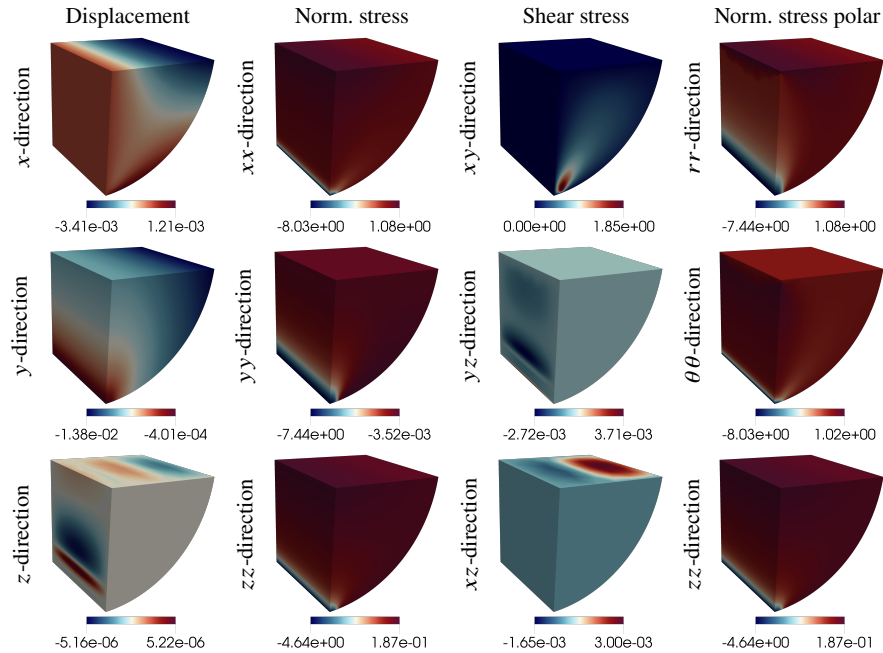 Displacement Norm. stress Shear stress Norm. stress polar
x-direction xx-direction xy-direction rr-direction
-3.41e-03 1.21e-03 -8.03e+00 1.08e+00 0.00e+00 1.85e+00 -7.44e+00 1.08e+00
y-direction yy-direction yz-direction θθ-direction
-1.38e-02 -4.01e-04 -7.44e+00 -3.52e-03 -2.72e-03 3.71e-03 -8.03e+00 1.02e+00
z-direction zz-direction xz-direction zz-direction
-5.16e-06 5.22e-06 -4.64e+00 1.87e-01 -1.65e-03 3.00e-03 -4.64e+00 1.87e-01